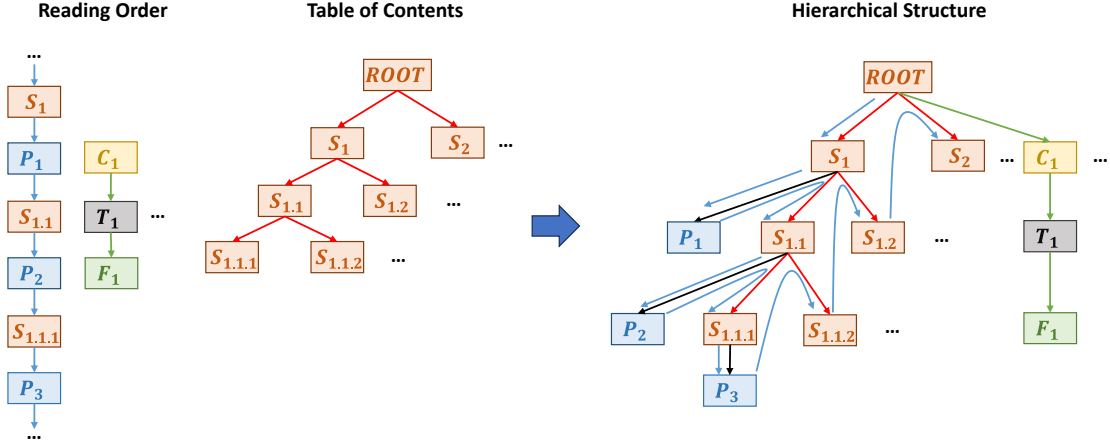 Reading Order
...
S₁
P₁
S₁.₁
P₂
S₁.₁.₁
P₃
...
C₁
T₁
F₁
...
Table of Contents
ROOT
S₁
S₂
...
S₁.₁
S₁.₂
...
S₁.₁.₁
S₁.₁.₂
...
Hierarchical Structure
ROOT
S₁
S₂
...
C₁
...
P₁
S₁.₁
S₁.₂
...
T₁
P₂
S₁.₁.₁
S₁.₁.₂
...
F₁
P₃